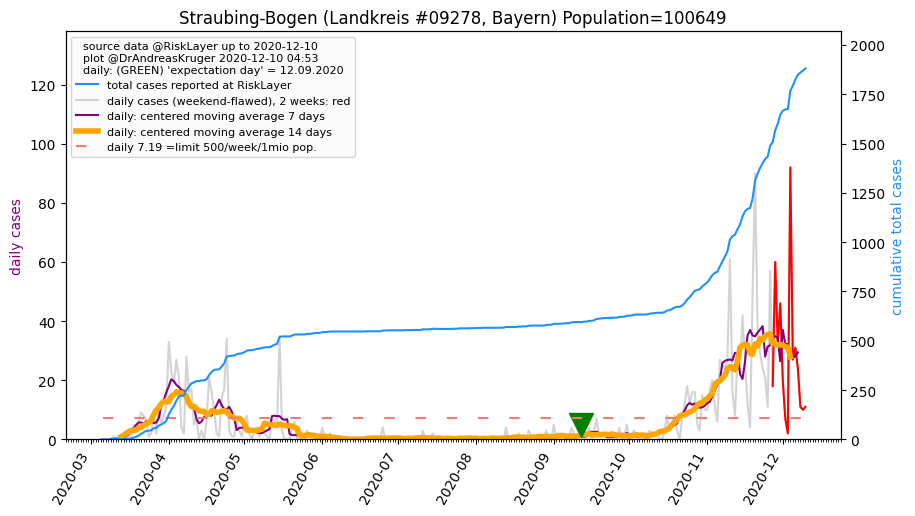 Straubing-Bogen (Landkreis #09278, Bayern) Population=100649
source data @RiskLayer up to 2020-12-10
plot @DrAndreasKruger 2020-12-10 04:53
daily: (GREEN) 'expectation day' = 12.09.2020
total cases reported at RiskLayer
daily cases (weekend-flawed), 2 weeks: red
daily: centered moving average 7 days
daily: centered moving average 14 days
daily 7.19 =limit 500/week/1mio pop.
daily cases
120
100
80
60
40
20
0
2000
1750
1500
1250
1000
750
500
250
0
cumulative total cases
2020-03
2020-04
2020-05
2020-06
2020-07
2020-08
2020-09
2020-10
2020-11
2020-12